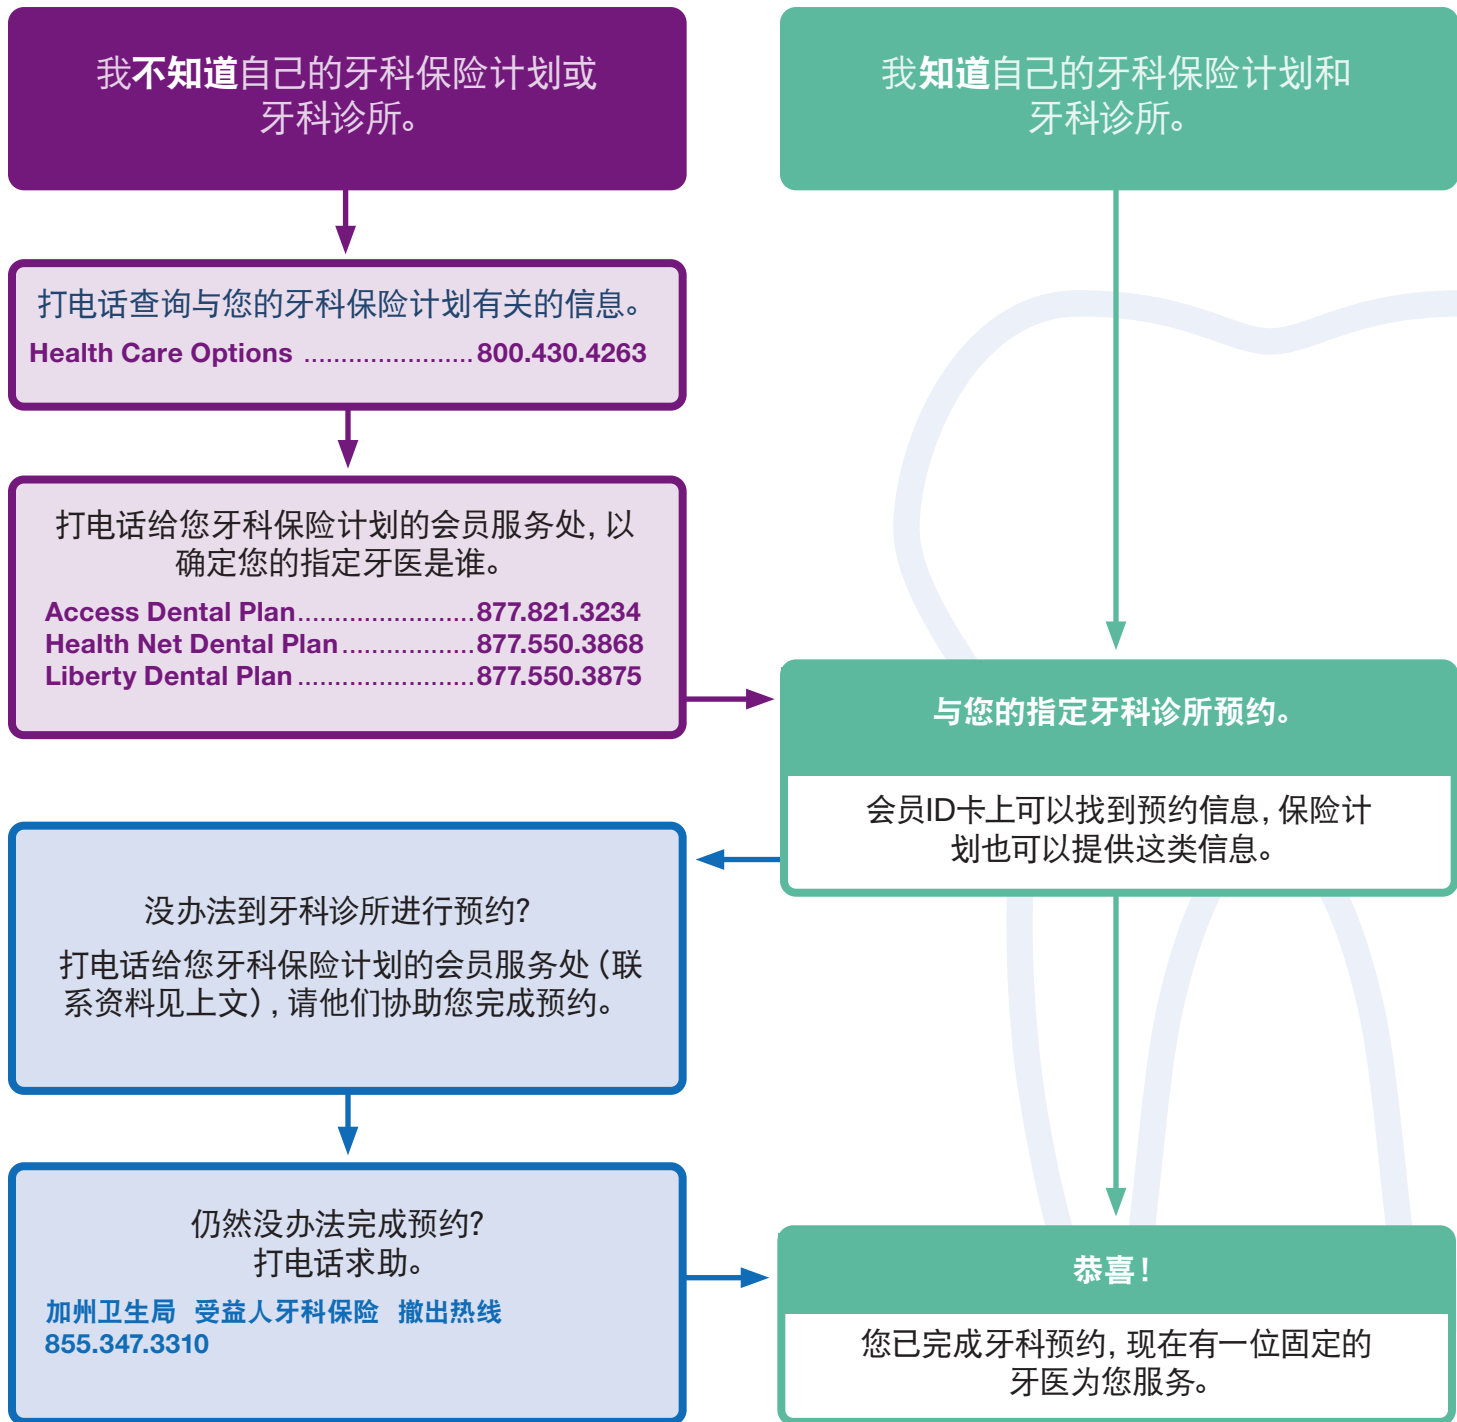 我不知道自己的牙科保险计划或
牙科诊所。
打电话查询与您的牙科保险计划有关的信息。
Health Care Options ....................... 800.430.4263
打电话给您牙科保险计划的会员服务处，以
确定您的指定牙医是谁。
Access Dental Plan ........................ 877.821.3234
Health Net Dental Plan .................. 877.550.3868
Liberty Dental Plan ........................ 877.550.3875
我知道自己的牙科保险计划和
牙科诊所。
与您的指定牙科诊所预约。
会员ID卡上可以找到预约信息，保险计
划也可以提供这类信息。
没办法到牙科诊所进行预约?
打电话给您牙科保险计划的会员服务处（联
系资料见上文），请他们协助您完成预约。
仍然没办法完成预约?
打电话求助。
加州卫生局 受益人牙科保险 撤出热线
855.347.3310
恭喜！
您已完成牙科预约，现在有一位固定的
牙医为您服务。